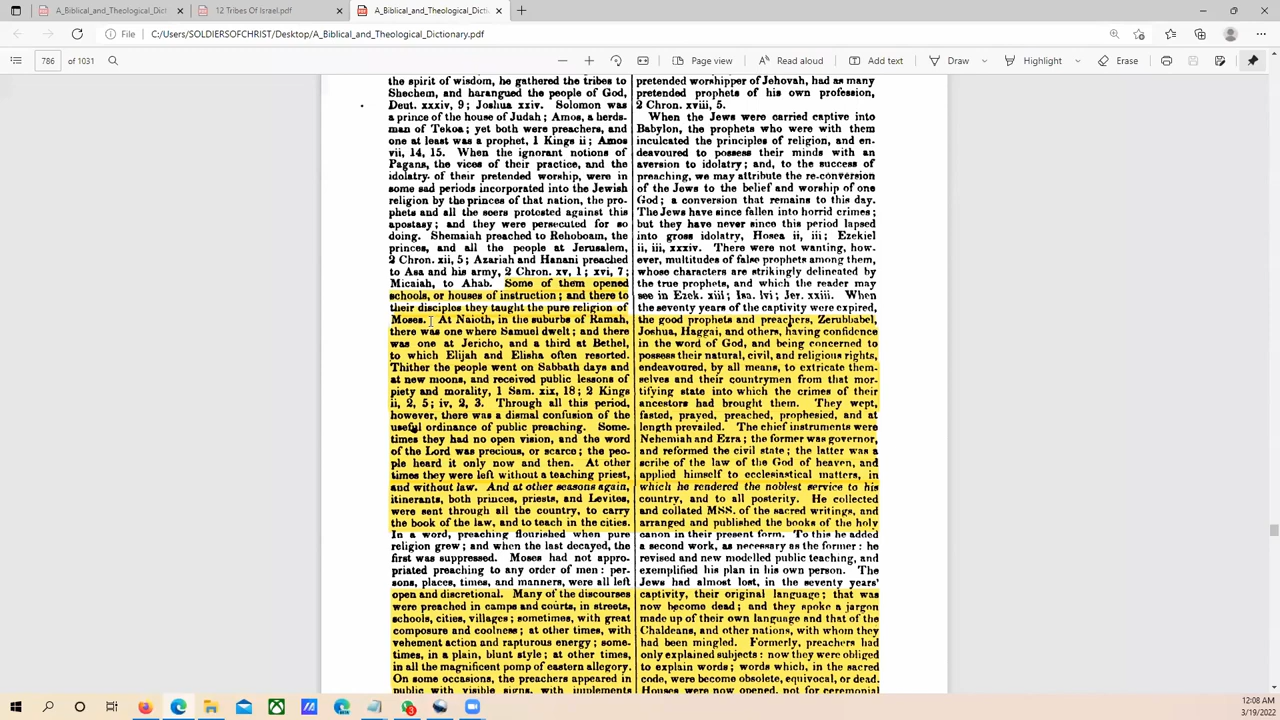 A_Biblical_and_Theological_Dictic
12 Tribes Of Israel.pdf
A_Biblical_and_Theological_Dictic
File
C:/Users/SOLDIERSOFCHRIST/Desktop/A_Biblical_and_Theological_Dictionary.pdf
786 of 1031
Page view
Read aloud
Add text
Draw
Highlight
Erase
the spirit of wisdom, he gathered the tribes to
Shechem, and harangued the people of God,
Deut. xxxiv, 9; Joshua xxiv. Solomon was
a prince of the house of Judah; Amos, a herds-
man of Tekoa; yet both were preachers, and
one at least was a prophet, 1 Kings ii; Amos
vii, 14, 15. When the ignorant notions of
Pagans, the vices of their practice, and the
idolatry of their pretended worship, were in
some sad periods incorporated into the Jewish
religion by the princes of that nation, the pro-
phets and all the seers protested against this
apostasy; and they were persecuted for so
doing. Shemaiah preached to Rehoboam, the
princes, and all the people at Jerusalem,
2 Chron. xii, 5; Azariah and Hanani preached
to Asa and his army, 2 Chron. xv, 1; xvi, 7;
Micaiah, to Ahab. Some of them opened
schools, or houses of instruction; and there to
their disciples they taught the pure religion of
Moses. At Naioth, in the suburbs of Ramah,
there was one where Samuel dwelt; and there
was one at Jericho, and a third at Bethel,
to which Elijah and Elisha often resorted.
Thither the people went on Sabbath days and
at new moons, and received public lessons of
piety and morality, 1 Sam. xix, 18; 2 Kings
ii, 2, 5; iv, 2, 3. Through all this period,
however, there was a dismal confusion of the
useful ordinance of public preaching. Some-
times they had no open vision, and the word
of the Lord was precious, or scarce; the peo-
ple heard it only now and then. At other
times they were left without a teaching priest,
and without law. And at other seasons again,
itinerants, both princes, priests, and Levites,
were sent through all the country, to carry
the book of the law, and to teach in the cities.
In a word, preaching flourished when pure
religion grew; and when the last decayed, the
first was suppressed. Moses had not appro-
priated preaching to any order of men: per-
sons, places, times, and manners, were all left
open and discretional. Many of the discourses
were preached in camps and courts, in streets,
schools, cities, villages; sometimes, with great
composure and coolness; at other times, with
vehement action and rapturous energy; some-
times, in a plain, blunt style; at other times,
in all the magnificent pomp of eastern allegory.
On some occasions, the preachers appeared in
public with visible signs, with implements
pretended worshipper of Jehovah, had as many
pretended prophets of his own profession,
2 Chron. xviii, 5.
When the Jews were carried captive into
Babylon, the prophets who were with them
inculcated the principles of religion, and en-
deavoured to possess their minds with an
aversion to idolatry; and, to the success of
preaching, we may attribute the re-conversion
of the Jews to the belief and worship of one
God; a conversion that remains to this day.
The Jews have since fallen into horrid crimes;
but they have never since this period lapsed
into gross idolatry, Hosea ii, iii; Ezekiel
ii, iii, xxxiv. There were not wanting, how-
ever, multitudes of false prophets among them,
whose characters are strikingly delineated by
the true prophets, and which the reader may
see in Ezek. xiii; Isa. lvi; Jer. xxiii. When
the seventy years of the captivity were expired,
the good prophets and preachers, Zerubbabel,
Joshua, Haggai, and others, having confidence
in the word of God, and being concerned to
possess their natural, civil, and religious rights,
endeavoured, by all means, to extricate them-
selves and their countrymen from that mor-
tifying state into which the crimes of their
ancestors had brought them. They wept,
fasted, prayed, preached, prophesied, and at
length prevailed. The chief instruments were
Nehemiah and Ezra; the former was governor,
and reformed the civil state; the latter was a
scribe of the law of the God of heaven, and
applied himself to ecclesiastical matters, in
which he rendered the noblest service to his
country, and to all posterity. He collected
and collated MSS. of the sacred writings, and
arranged and published the books of the holy
canon in their present form. To this he added
a second work, as necessary as the former: he
revised and new modelled public teaching, and
exemplified his plan in his own person. The
Jews had almost lost, in the seventy years'
captivity, their original language; that was
now become dead; and they spoke a jargon
made up of their own language and that of the
Chaldeans, and other nations, with whom they
had been mingled. Formerly, preachers had
only explained subjects: now they were obliged
to explain words; words which, in the sacred
code, were become obsolete, equivocal, or dead.
Houses were now opened, not for ceremonial
12:08 AM
3/19/2022